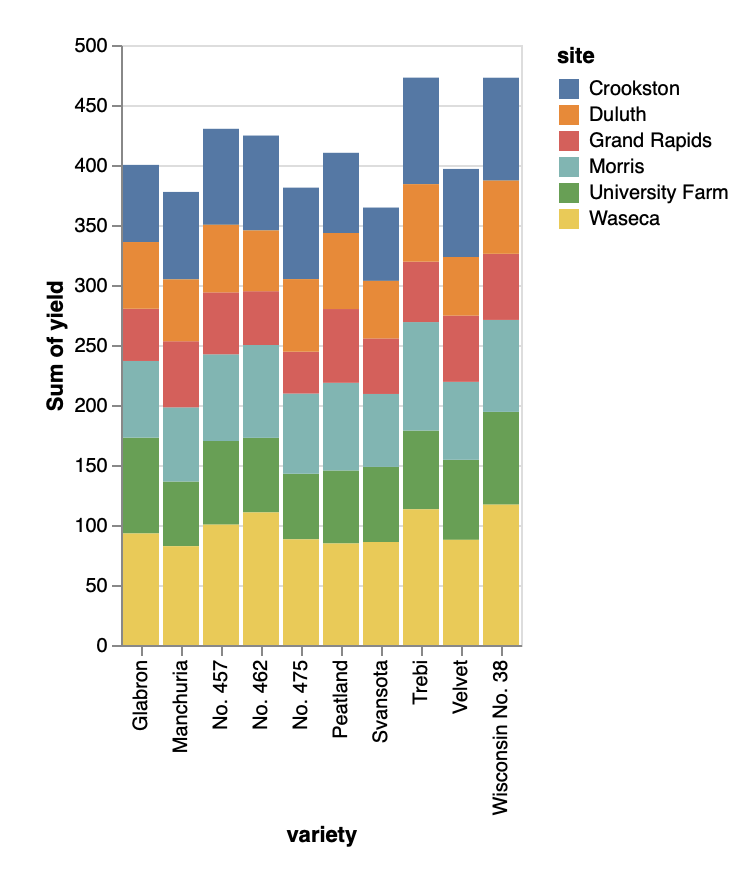 500
450
400
350
300
250
200
150
100
50
0
Sum of yield
Glabron
Manchuria
No. 457
No. 462
No. 475
Peatland
Svansota
Trebi
Velvet
Wisconsin No. 38
variety
site
Crookston
Duluth
Grand Rapids
Morris
University Farm
Waseca